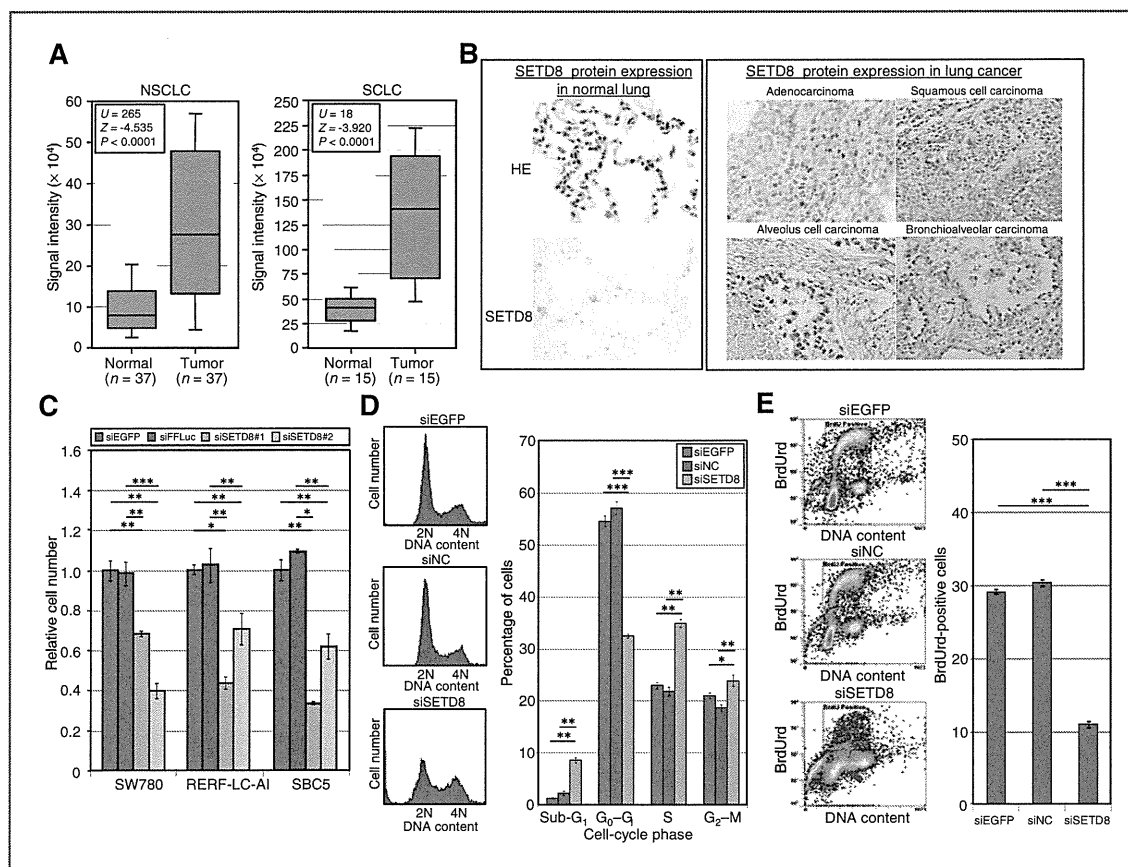 A
NSCLC
Signal intensity (× 10⁴)
60
50
40
30
20
10
0
U = 265
Z = -4.535
P < 0.0001
Normal
(n = 37)
Tumor
(n = 37)
SCLC
Signal intensity (× 10⁴)
250
225
200
175
150
125
100
75
50
25
0
U = 18
Z = -3.920
P < 0.0001
Normal
(n = 15)
Tumor
(n = 15)
B
SETD8 protein expression
in normal lung
HE
SETD8
SETD8 protein expression in lung cancer
Adenocarcinoma
Squamous cell carcinoma
Alveolus cell carcinoma
Bronchioalveolar carcinoma
C
siEGFP siFFLuc siSETD8#1 siSETD8#2
Relative cell number
1.6
1.4
1.2
1.0
0.8
0.6
0.4
0.2
0
***
**
**
**
**
**
**
*
**
**
*
**
SW780
RERF-LC-AI
SBC5
D
siEGFP
Cell number
2N 4N
DNA content
siNC
Cell number
2N 4N
DNA content
siSETD8
Cell number
2N 4N
DNA content
Percentage of cells
70
60
50
40
30
20
10
0
siEGFP
siNC
siSETD8
**
**
***
***
**
**
**
*
Sub-G₁
G₀–G₁
S
G₂–M
Cell-cycle phase
E
siEGFP
BrdUrd
DNA content
siNC
BrdUrd
DNA content
siSETD8
BrdUrd
DNA content
BrdUrd-positive cells
50
40
30
20
10
0
***
***
siEGFP
siNC
siSETD8